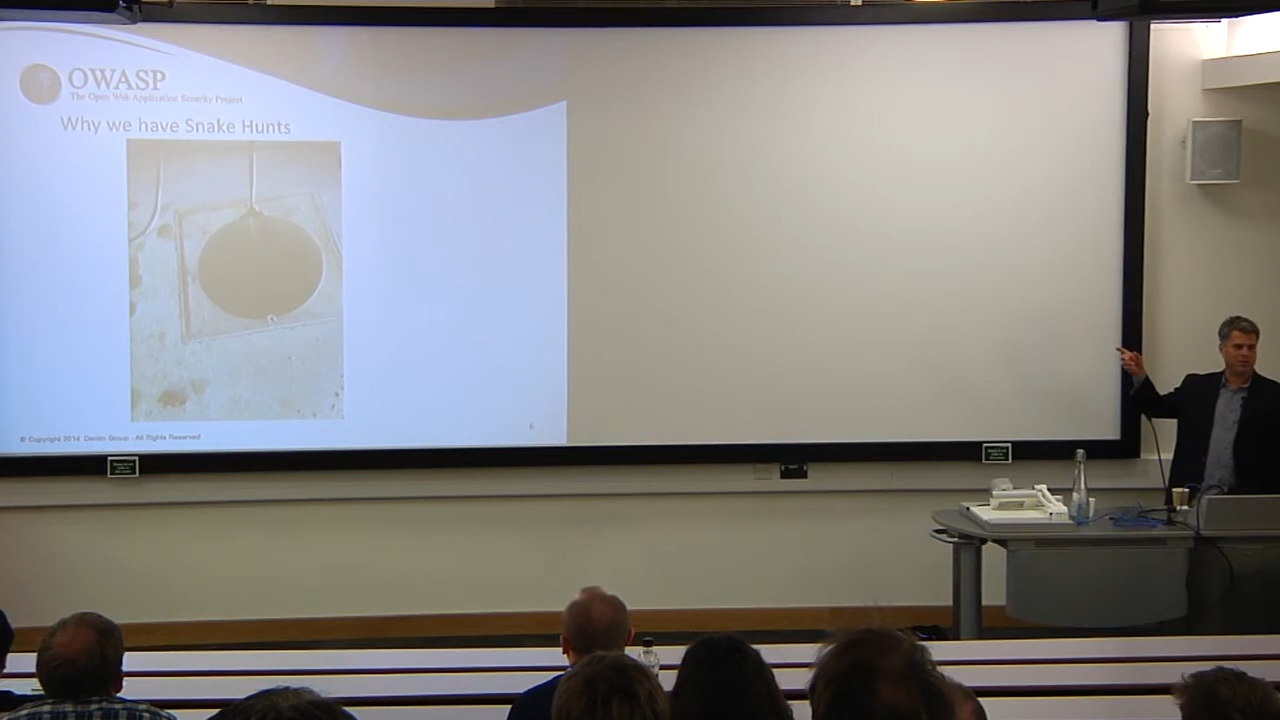 OWASP
The Open Web Application Security Project
Why we have Snake Hunts
© Copyright 2014 Denim Group - All Rights Reserved
6